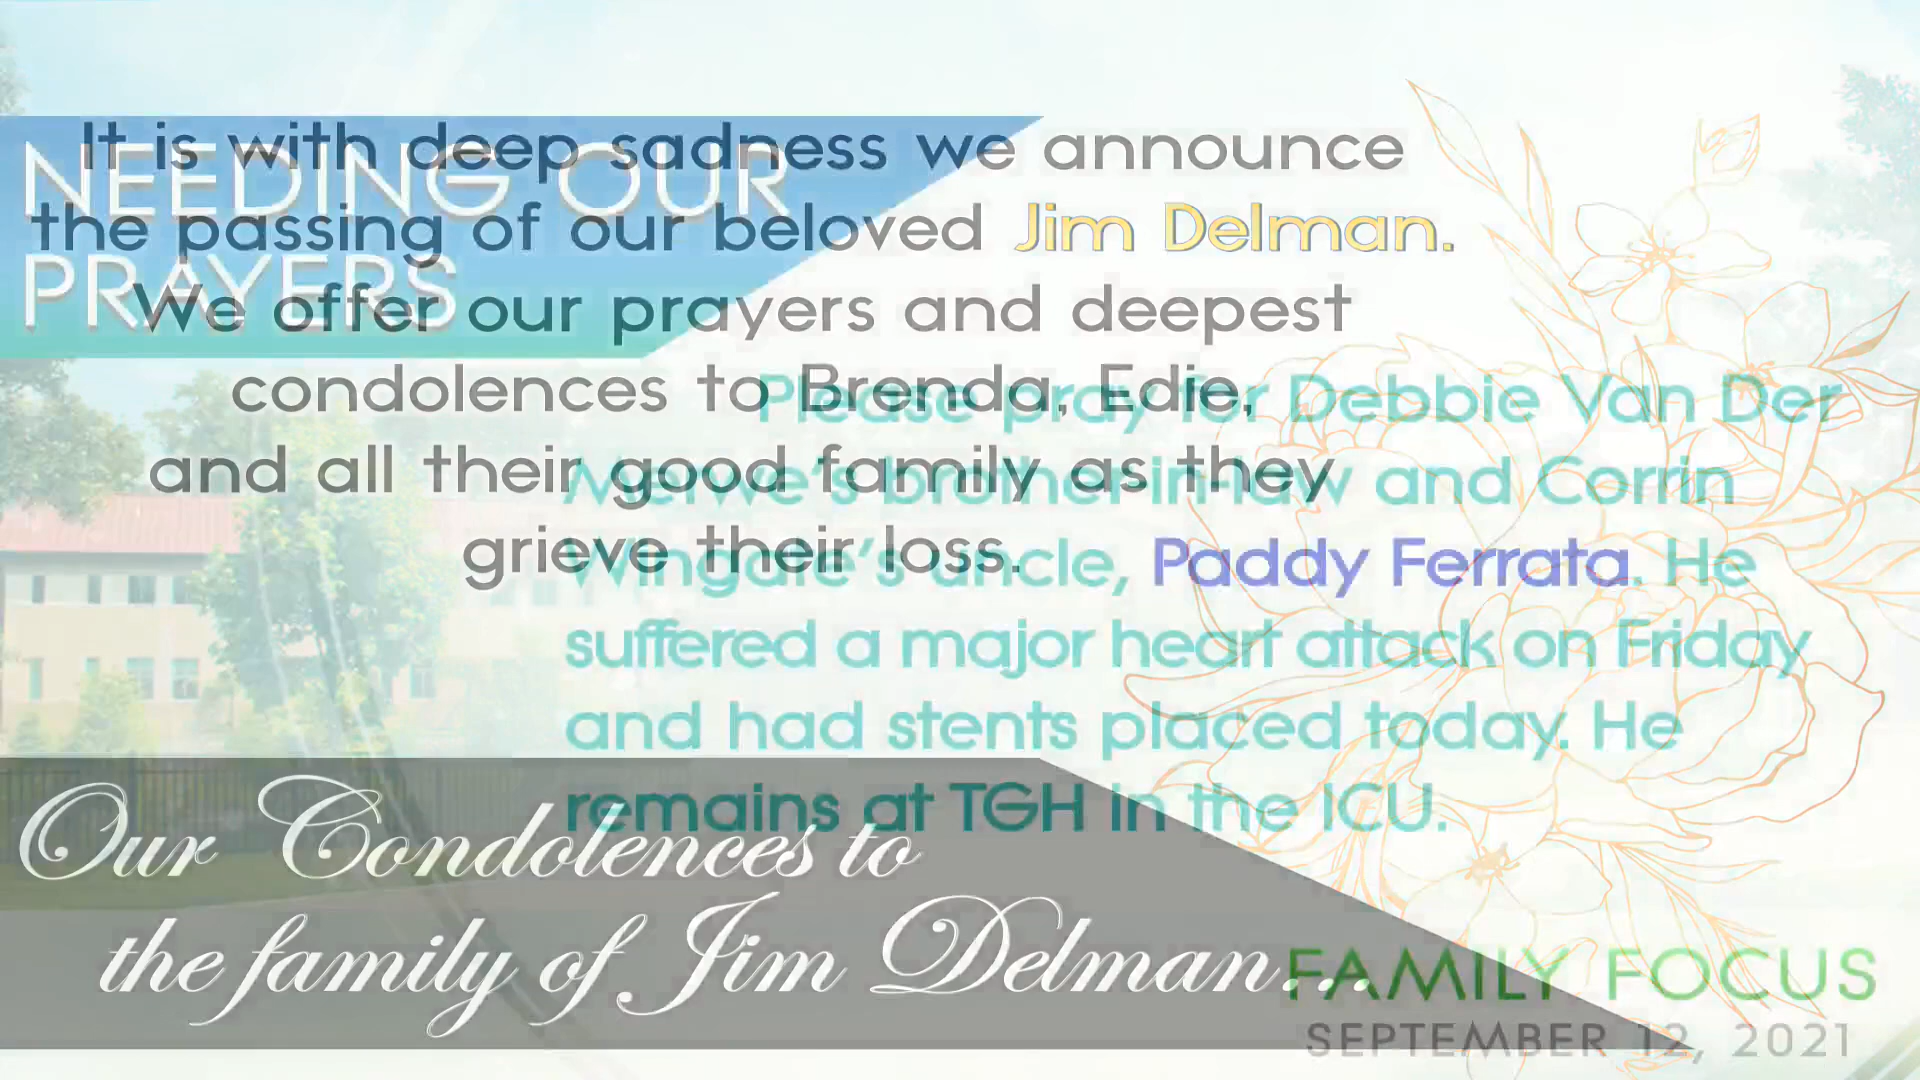 NEEDING OUR
PRAYERS
It is with deep sadness we announce
the passing of our beloved Jim Delman.
We offer our prayers and deepest
condolences to Brenda, Edie,
and all their good family as they
grieve their loss.
Please pray for Debbie Van Der
Merwe's brother-in-law and Corrin
Wingate's uncle, Paddy Ferrata. He
suffered a major heart attack on Friday
and had stents placed today. He
remains at TGH in the ICU.
Our Condolences to
the family of Jim Delman...
FAMILY FOCUS
SEPTEMBER 12, 2021